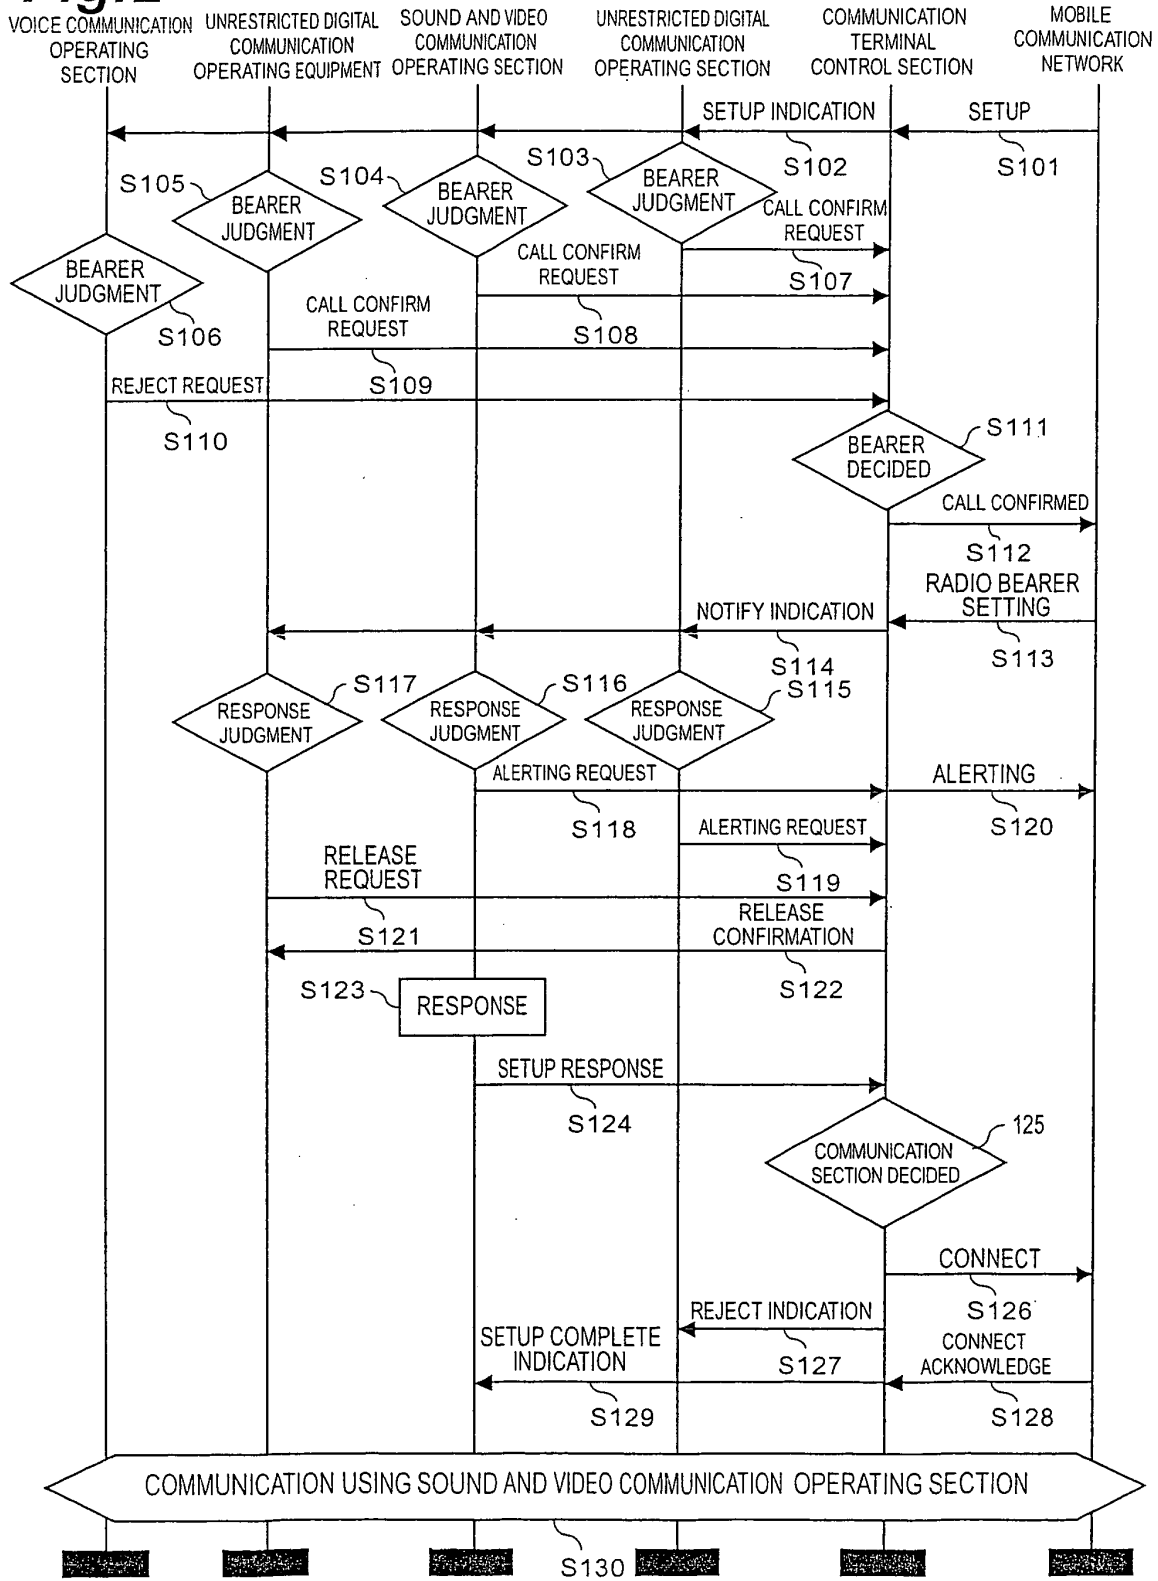 Fig.2
VOICE COMMUNICATION
OPERATING
SECTION
UNRESTRICTED DIGITAL
COMMUNICATION
OPERATING EQUIPMENT
SOUND AND VIDEO
COMMUNICATION
OPERATING SECTION
UNRESTRICTED DIGITAL
COMMUNICATION
OPERATING SECTION
COMMUNICATION
TERMINAL
CONTROL SECTION
MOBILE
COMMUNICATION
NETWORK
SETUP INDICATION
SETUP
S102
S101
S103
S104
S105
BEARER
JUDGMENT
BEARER
JUDGMENT
BEARER
JUDGMENT
CALL CONFIRM
REQUEST
S107
BEARER
JUDGMENT
S106
CALL CONFIRM
REQUEST
S108
CALL CONFIRM
REQUEST
S109
REJECT REQUEST
S110
S111
BEARER
DECIDED
CALL CONFIRMED
S112
RADIO BEARER
SETTING
S113
NOTIFY INDICATION
S114
S117
S116
S115
RESPONSE
JUDGMENT
RESPONSE
JUDGMENT
RESPONSE
JUDGMENT
ALERTING REQUEST
S118
ALERTING
S120
ALERTING REQUEST
S119
RELEASE
REQUEST
S121
RELEASE
CONFIRMATION
S122
S123
RESPONSE
SETUP RESPONSE
S124
125
COMMUNICATION
SECTION DECIDED
CONNECT
S126
REJECT INDICATION
S127
SETUP COMPLETE
INDICATION
S129
CONNECT
ACKNOWLEDGE
S128
COMMUNICATION USING SOUND AND VIDEO COMMUNICATION OPERATING SECTION
S130